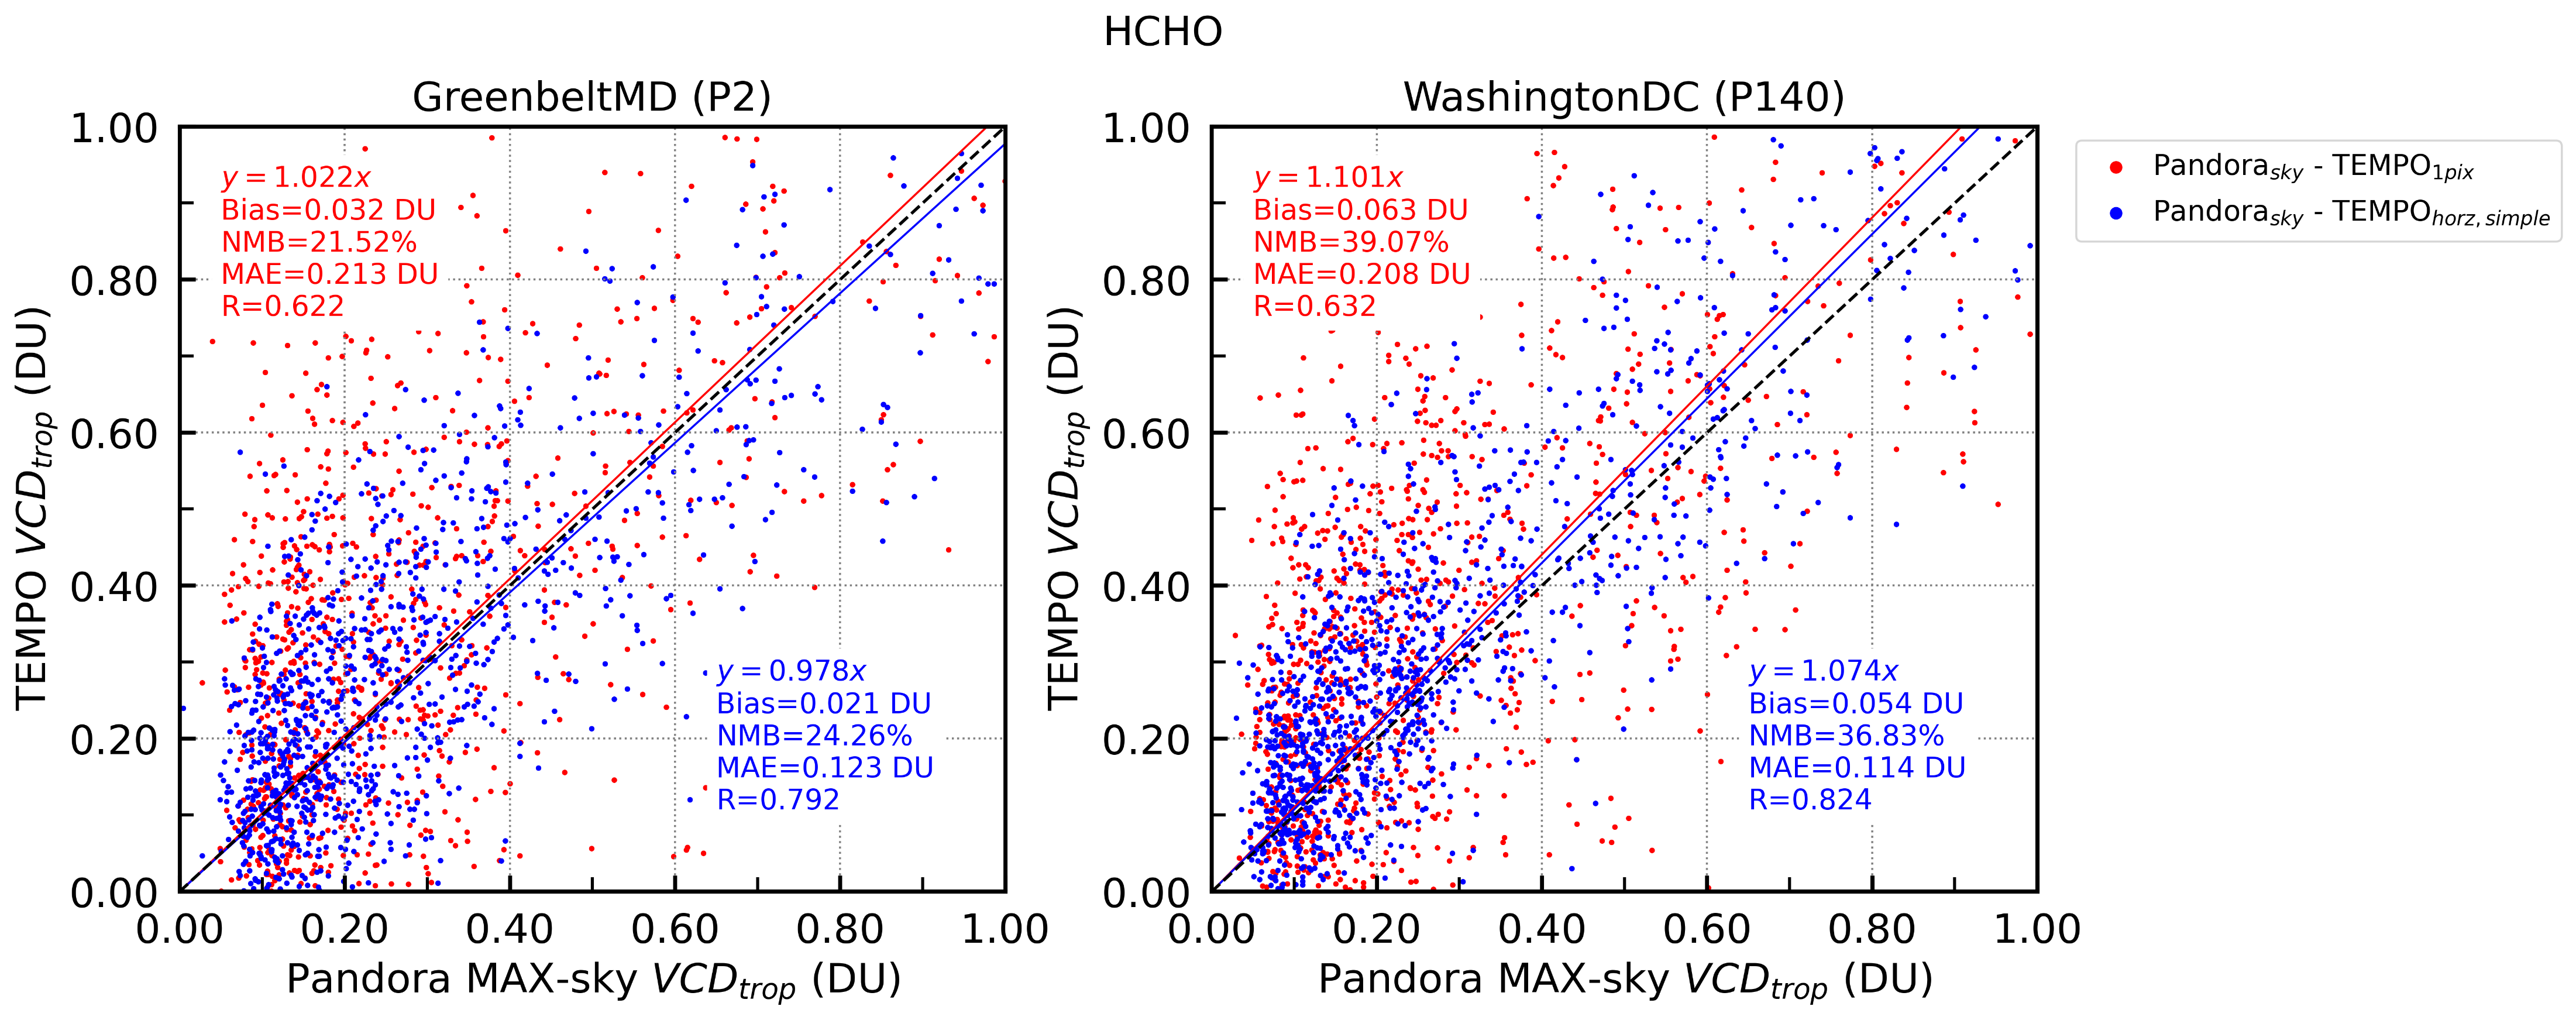 HCHO
GreenbeltMD (P2)
1.00
0.80
0.60
0.40
0.20
0.00
TEMPO VCD_trop (DU)
y = 1.022x
Bias=0.032 DU
NMB=21.52%
MAE=0.213 DU
R=0.622
y = 0.978x
Bias=0.021 DU
NMB=24.26%
MAE=0.123 DU
R=0.792
0.00 0.20 0.40 0.60 0.80 1.00
Pandora MAX-sky VCD_trop (DU)
WashingtonDC (P140)
1.00
0.80
0.60
0.40
0.20
0.00
TEMPO VCD_trop (DU)
y = 1.101x
Bias=0.063 DU
NMB=39.07%
MAE=0.208 DU
R=0.632
y = 1.074x
Bias=0.054 DU
NMB=36.83%
MAE=0.114 DU
R=0.824
0.00 0.20 0.40 0.60 0.80 1.00
Pandora MAX-sky VCD_trop (DU)
Pandora_sky - TEMPO_1pix
Pandora_sky - TEMPO_horz,simple